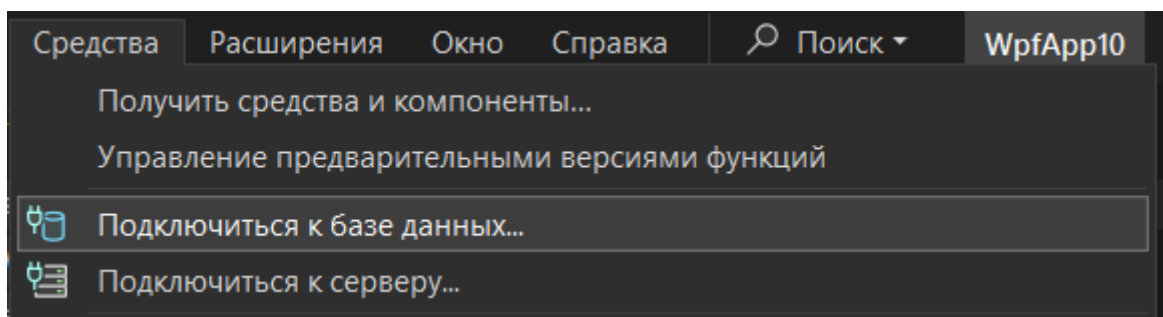 Средства Расширения Окно Справка Поиск WpfApp10
Получить средства и компоненты...
Управление предварительными версиями функций
Подключиться к базе данных...
Подключиться к серверу...